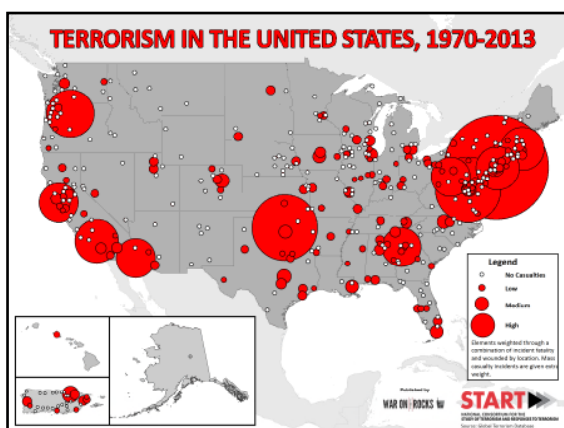 TERRORISM IN THE UNITED STATES, 1970-2013
Legend
No Casualties
Low
Medium
High
Elements weighted through a
combination of incident fatality
and wounded by location. Mass
casualty incidents are given extra
weight.
Published by:
WAR ON THE ROCKS
START
NATIONAL CONSORTIUM FOR THE
STUDY OF TERRORISM AND RESPONSES TO TERRORISM
Source: Global Terrorism Database